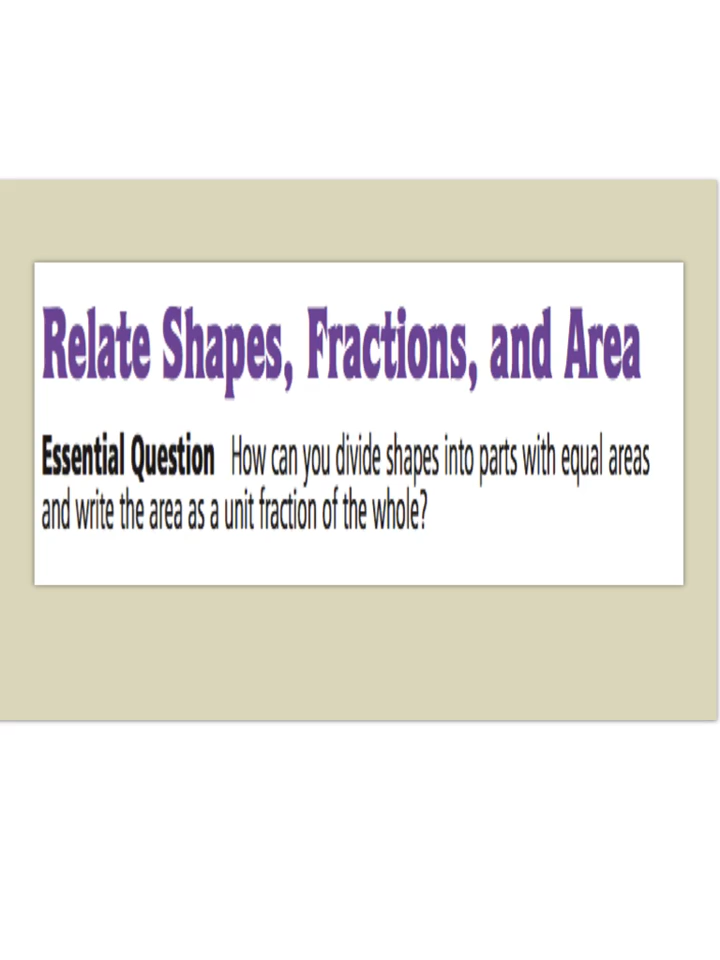 Relate Shapes, Fractions, and Area
Essential Question How can you divide shapes into parts with equal areas
and write the area as a unit fraction of the whole?